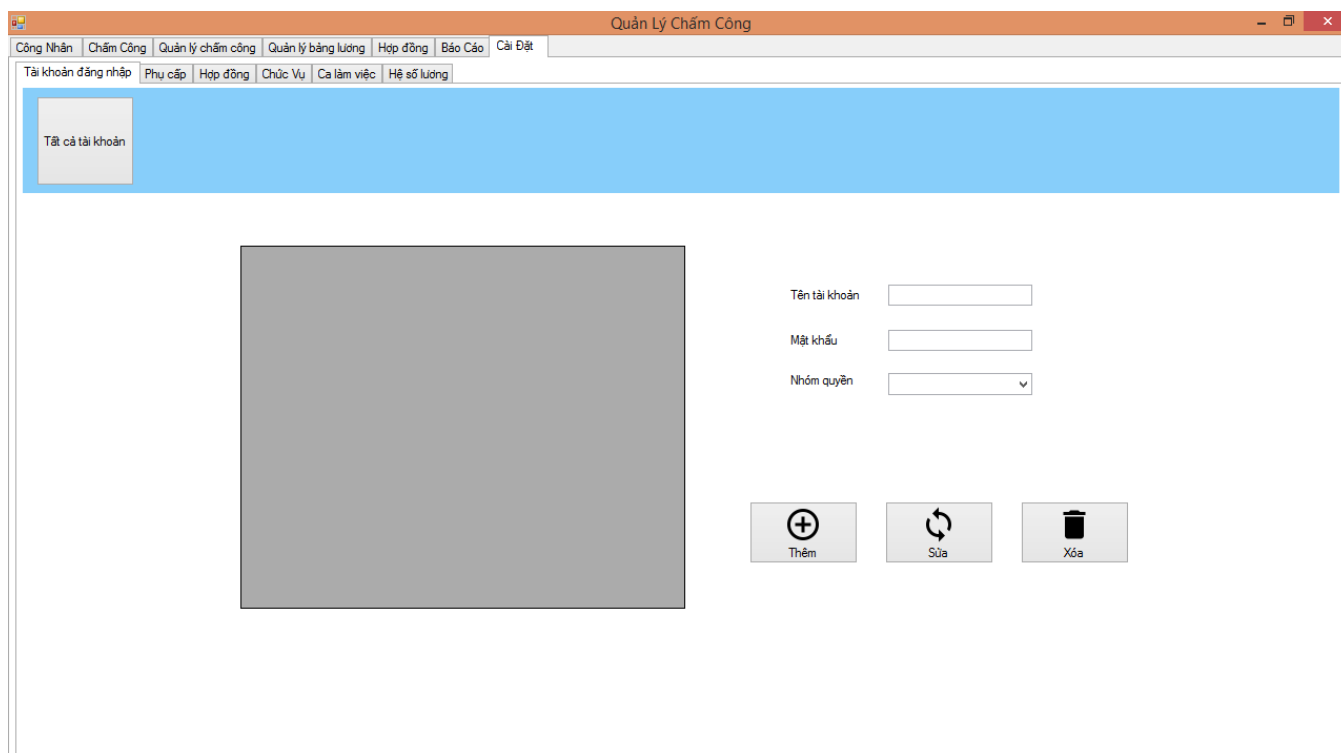 Quản Lý Chấm Công
Công Nhân Chấm Công Quản lý chấm công Quản lý bảng lương Hợp đồng Báo Cáo Cài Đặt
Tài khoản đăng nhập Phụ cấp Hợp đồng Chức Vụ Ca làm việc Hệ số lương
Tất cả tài khoản
Tên tài khoản
Mật khẩu
Nhóm quyền
Thêm Sửa Xóa